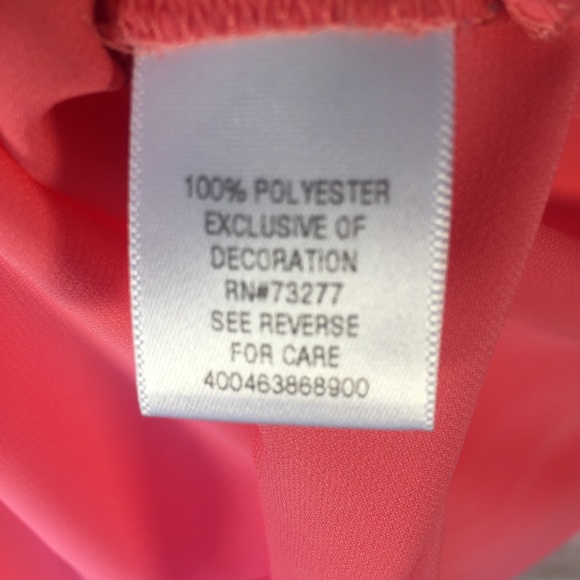 100% POLYESTER
EXCLUSIVE OF
DECORATION
RN#73277
SEE REVERSE
FOR CARE
400463868900